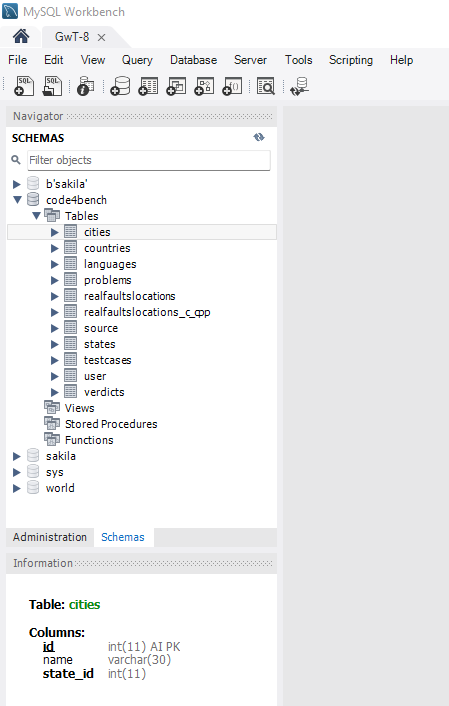 MySQL Workbench
GwT-8
File Edit View Query Database Server Tools Scripting Help
SQL
SQL
Navigator
SCHEMAS
Filter objects
b'sakila'
code4bench
Tables
cities
countries
languages
problems
realfaultslocations
realfaultslocations_c_cpp
source
states
testcases
user
verdicts
Views
Stored Procedures
Functions
sakila
sys
world
Administration Schemas
Information
Table: cities
Columns:
id int(11) AI PK
name varchar(30)
state_id int(11)